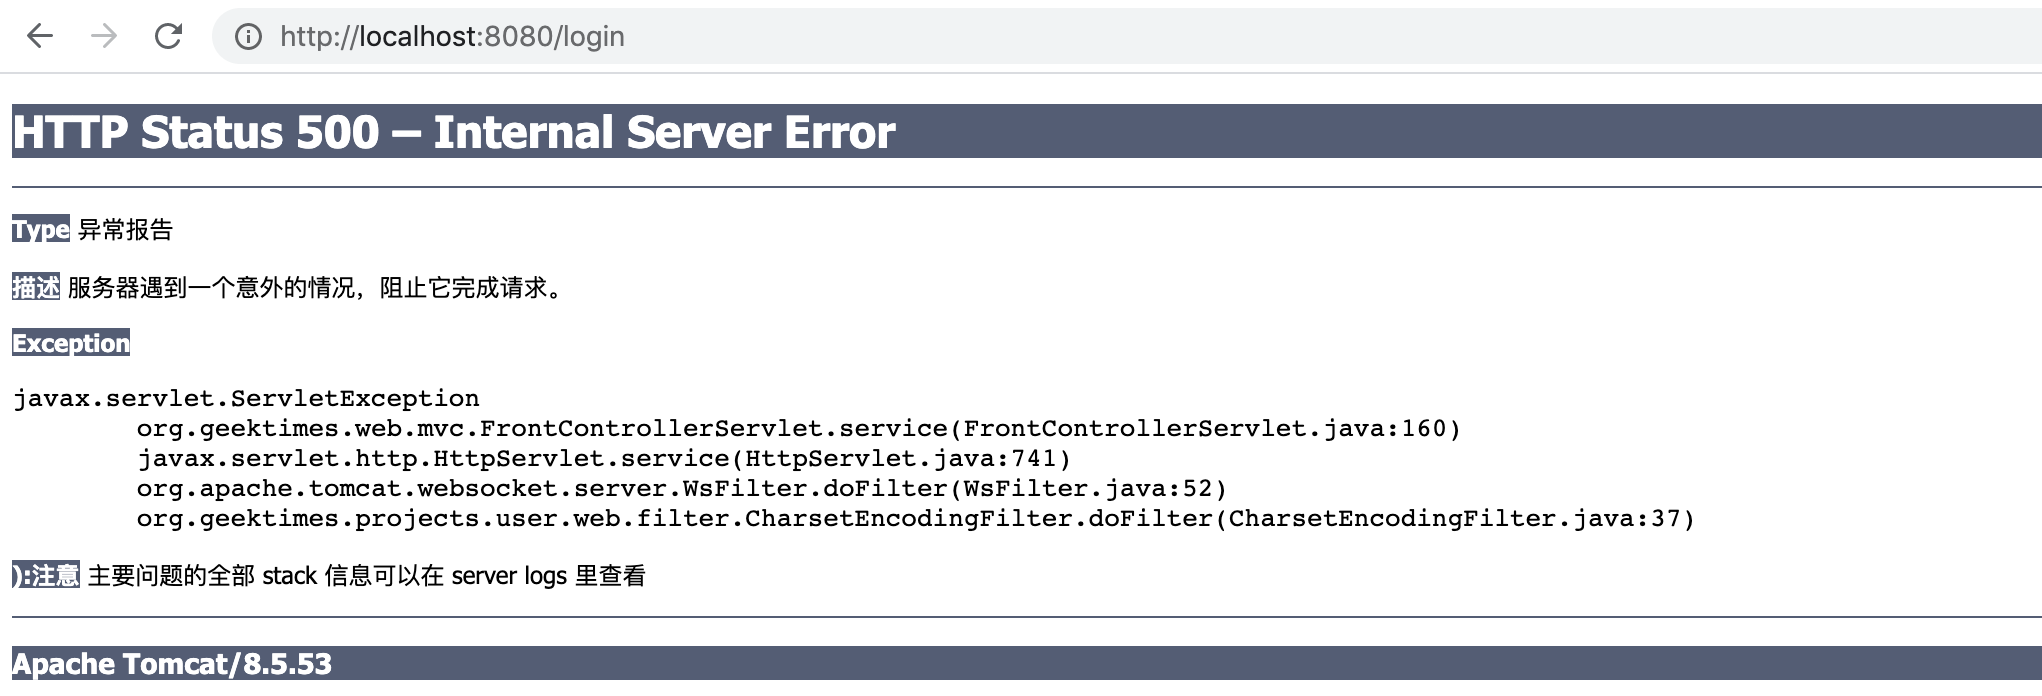 http://localhost:8080/login
HTTP Status 500 – Internal Server Error
Type 异常报告
描述 服务器遇到一个意外的情况，阻止它完成请求。
Exception
javax.servlet.ServletException
org.geektimes.web.mvc.FrontControllerServlet.service(FrontControllerServlet.java:160)
javax.servlet.http.HttpServlet.service(HttpServlet.java:741)
org.apache.tomcat.websocket.server.WsFilter.doFilter(WsFilter.java:52)
org.geektimes.projects.user.web.filter.CharsetEncodingFilter.doFilter(CharsetEncodingFilter.java:37)
):注意 主要问题的全部 stack 信息可以在 server logs 里查看
Apache Tomcat/8.5.53